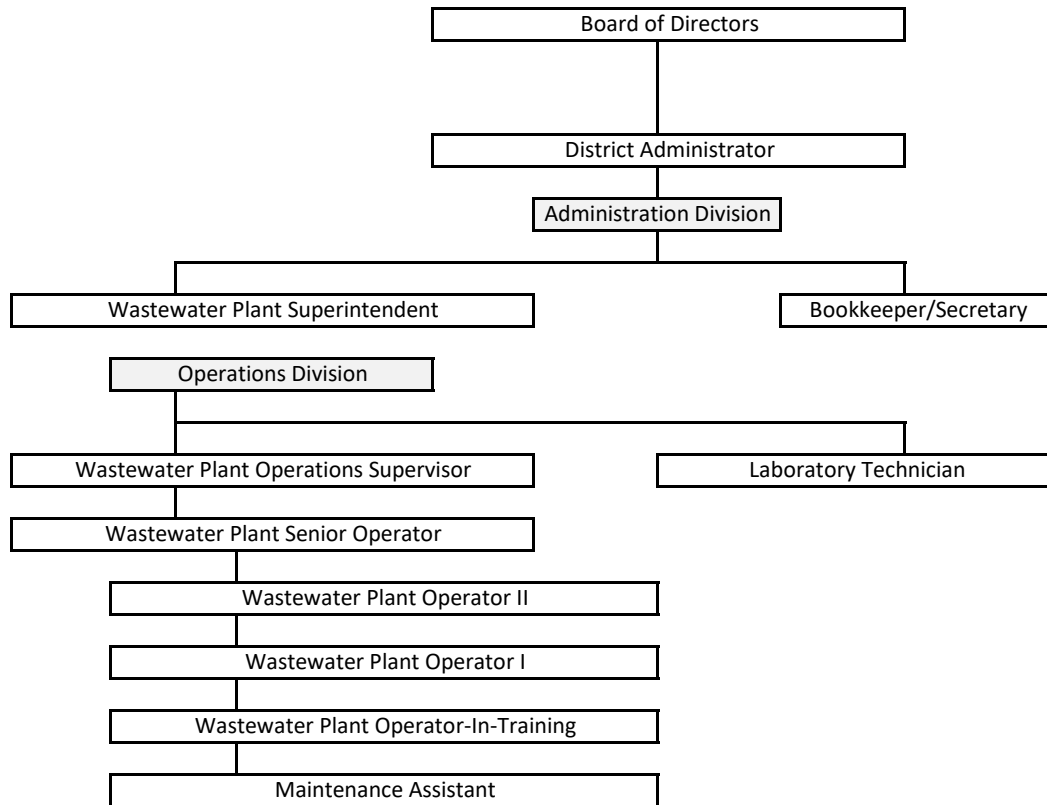 Board of Directors
District Administrator
Administration Division
Wastewater Plant Superintendent
Bookkeeper/Secretary
Operations Division
Wastewater Plant Operations Supervisor
Laboratory Technician
Wastewater Plant Senior Operator
Wastewater Plant Operator II
Wastewater Plant Operator I
Wastewater Plant Operator-In-Training
Maintenance Assistant